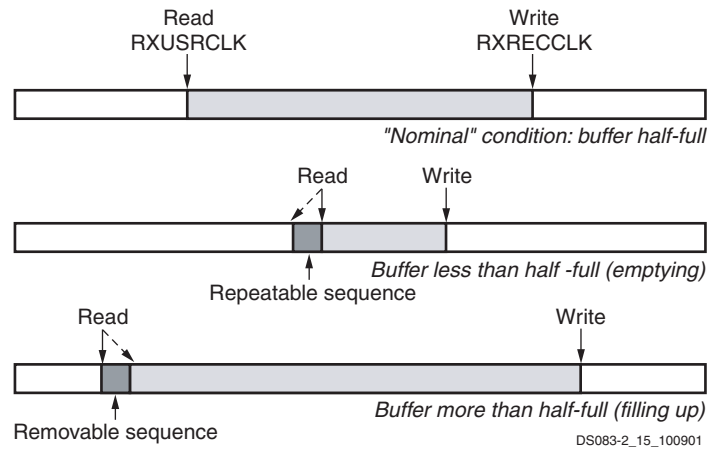 Read Write
RXUSRCLK RXRECCLK
"Nominal" condition: buffer half-full
Read Write
Buffer less than half -full (emptying)
Repeatable sequence
Read Write
Buffer more than half-full (filling up)
Removable sequence
DS083-2_15_100901